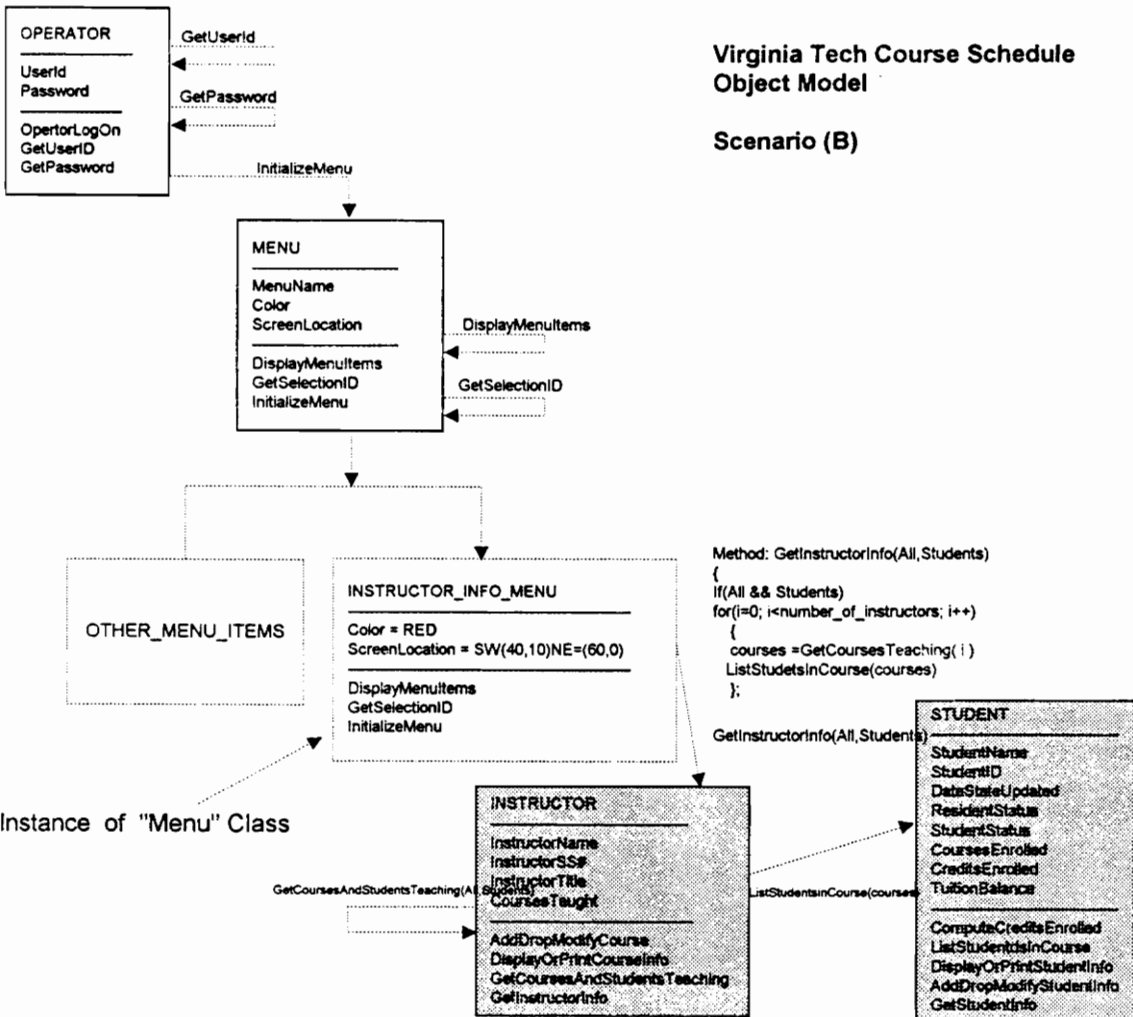 OPERATOR
UserId
Password
OpertorLogOn
GetUserID
GetPassword
GetUserId
GetPassword
InitializeMenu
Virginia Tech Course Schedule
Object Model
Scenario (B)
MENU
MenuName
Color
ScreenLocation
DisplayMenuItems
GetSelectionID
InitializeMenu
DisplayMenuItems
GetSelectionID
OTHER_MENU_ITEMS
INSTRUCTOR_INFO_MENU
Color = RED
ScreenLocation = SW(40,10)NE=(60,0)
DisplayMenuItems
GetSelectionID
InitializeMenu
Method: GetInstructorInfo(All,Students)
{
If(All && Students)
for(i=0; i<number_of_instructors; i++)
{
courses =GetCoursesTeaching( i )
ListStudetsInCourse(courses)
};
GetInstructorInfo(All,Students)
Instance of "Menu" Class
INSTRUCTOR
InstructorName
InstructorSS#
InstructorTitle
CoursesTaught
AddDropModifyCourse
DisplayOrPrintCourseInfo
GetCoursesAndStudentsTeaching
GetInstructorInfo
GetCoursesAndStudentsTeaching(All,Students)
ListStudentsInCourse(courses)
STUDENT
StudentName
StudentID
DateStateUpdated
ResidentStatus
StudentStatus
CoursesEnrolled
CreditsEnrolled
TuitionBalance
ComputeCreditsEnrolled
ListStudentdsInCourse
DisplayOrPrintStudentInfo
AddDropModifyStudentInfo
GetStudentInfo